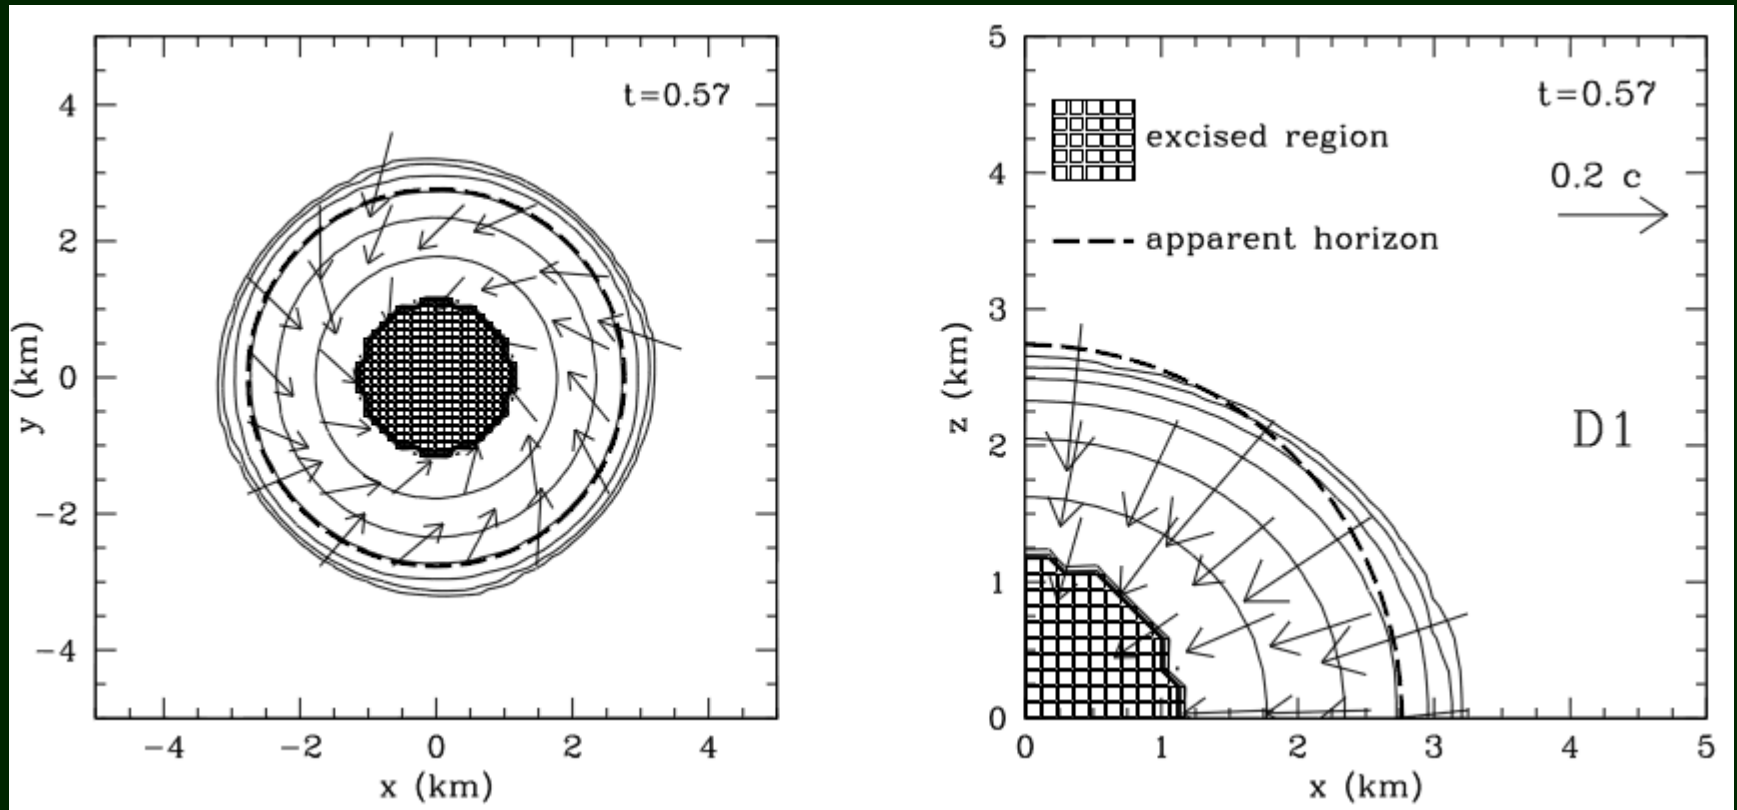 t=0.57
4
2
0
−2
−4
y (km)
−4 −2 0 2 4
x (km)
t=0.57
excised region
0.2 c
apparent horizon
D1
5
4
3
2
1
0
z (km)
0 1 2 3 4 5
x (km)